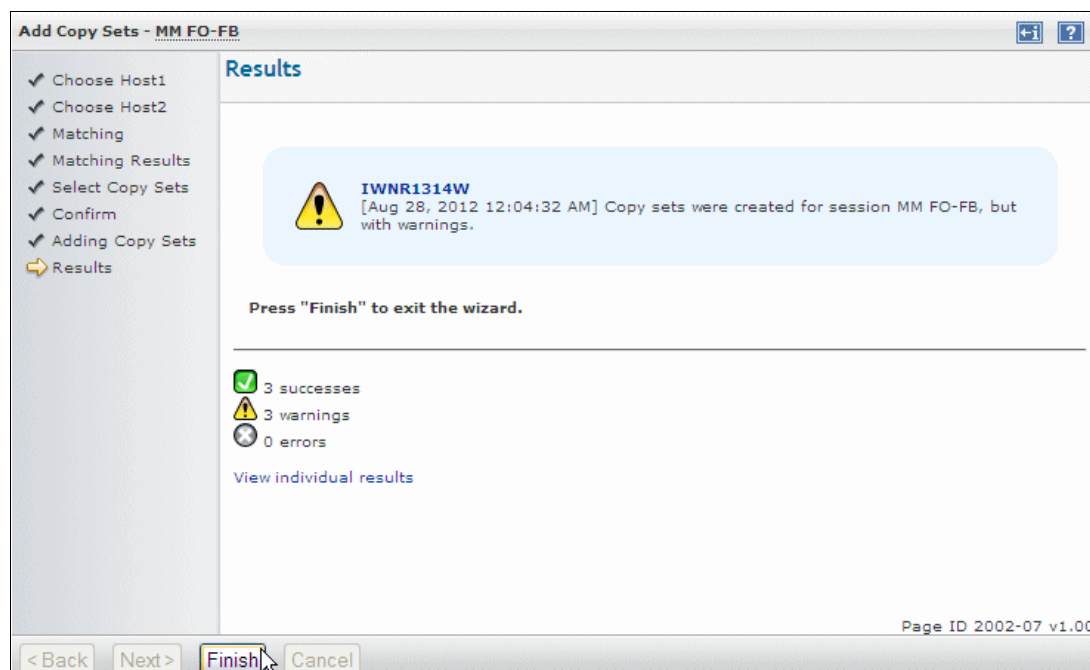 Add Copy Sets - MM FO-FB
Choose Host1
Choose Host2
Matching
Matching Results
Select Copy Sets
Confirm
Adding Copy Sets
Results
Results
IWNR1314W
[Aug 28, 2012 12:04:32 AM] Copy sets were created for session MM FO-FB, but
with warnings.
Press "Finish" to exit the wizard.
3 successes
3 warnings
0 errors
View individual results
Page ID 2002-07 v1.00
< Back
Next >
Finish
Cancel